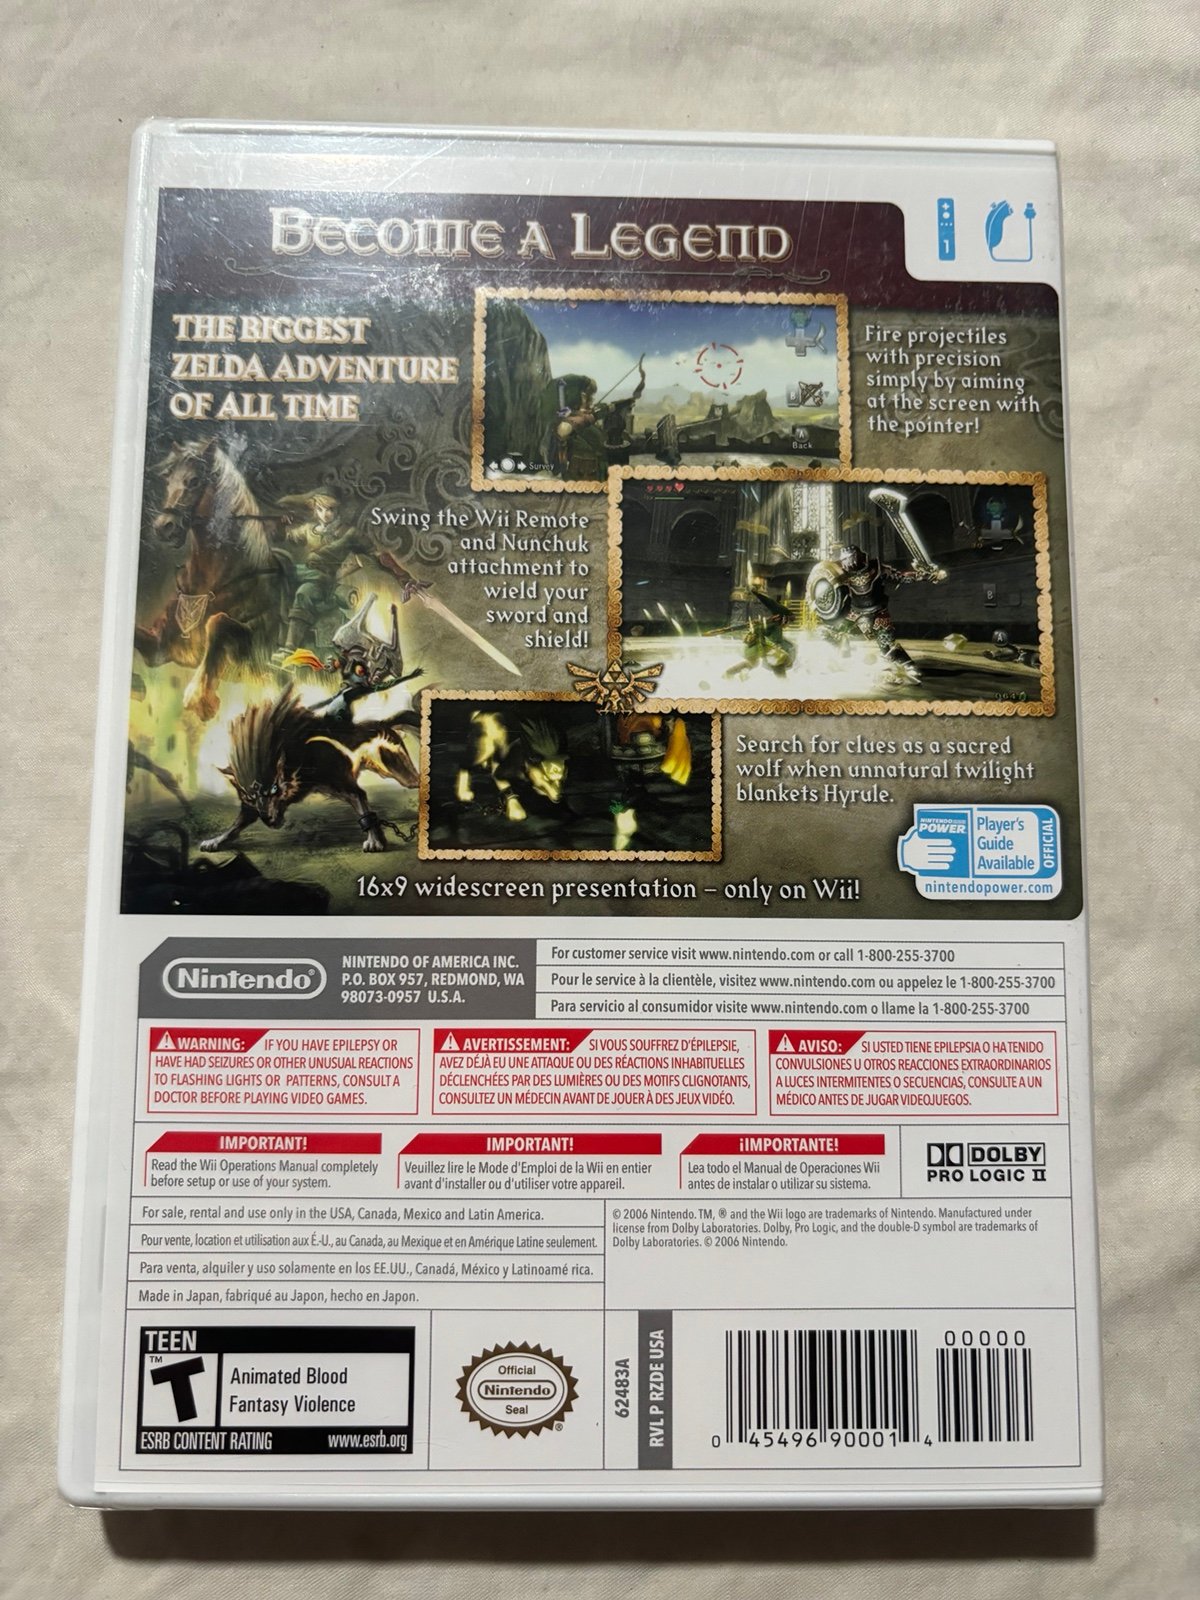 BECOME A LEGEND
1
THE BIGGEST
ZELDA ADVENTURE
OF ALL TIME
Survey
B
A
Back
Fire projectiles
with precision
simply by aiming
at the screen with
the pointer!
Swing the Wii Remote
and Nunchuk
attachment to
wield your
sword and
shield!
B
A
Search for clues as a sacred
wolf when unnatural twilight
blankets Hyrule.
NINTENDO
POWER
Player's
Guide
Available
OFFICIAL
nintendopower.com
16x9 widescreen presentation – only on Wii!
Nintendo®
NINTENDO OF AMERICA INC.
P.O. BOX 957, REDMOND, WA
98073-0957 U.S.A.
For customer service visit www.nintendo.com or call 1-800-255-3700
Pour le service à la clientèle, visitez www.nintendo.com ou appelez le 1-800-255-3700
Para servicio al consumidor visite www.nintendo.com o llame la 1-800-255-3700
WARNING: IF YOU HAVE EPILEPSY OR
HAVE HAD SEIZURES OR OTHER UNUSUAL REACTIONS
TO FLASHING LIGHTS OR PATTERNS, CONSULT A
DOCTOR BEFORE PLAYING VIDEO GAMES.
AVERTISSEMENT: SI VOUS SOUFFREZ D'ÉPILEPSIE,
AVEZ DÉJÀ EU UNE ATTAQUE OU DES RÉACTIONS INHABITUELLES
DÉCLENCHÉES PAR DES LUMIÈRES OU DES MOTIFS CLIGNOTANTS,
CONSULTEZ UN MÉDECIN AVANT DE JOUER À DES JEUX VIDÉO.
AVISO: SI USTED TIENE EPILEPSIA O HA TENIDO
CONVULSIONES U OTROS REACCIONES EXTRAORDINARIOS
A LUCES INTERMITENTES O SECUENCIAS, CONSULTE A UN
MÉDICO ANTES DE JUGAR VIDEOJUEGOS.
IMPORTANT!
Read the Wii Operations Manual completely
before setup or use of your system.
IMPORTANT!
Veuillez lire le Mode d'Emploi de la Wii en entier
avant d'installer ou d'utiliser votre appareil.
¡IMPORTANTE!
Lea todo el Manual de Operaciones Wii
antes de instalar o utilizar su sistema.
DOLBY
PRO LOGIC II
For sale, rental and use only in the USA, Canada, Mexico and Latin America.
Pour vente, location et utilisation aux É.-U., au Canada, au Mexique et en Amérique Latine seulement.
Para venta, alquiler y uso solamente en los EE.UU., Canadá, México y Latinoamé rica.
Made in Japan, fabriqué au Japon, hecho en Japon.
© 2006 Nintendo. TM, ® and the Wii logo are trademarks of Nintendo. Manufactured under
license from Dolby Laboratories. Dolby, Pro Logic, and the double-D symbol are trademarks of
Dolby Laboratories. © 2006 Nintendo.
TEEN
TM
T
Animated Blood
Fantasy Violence
ESRB CONTENT RATING www.esrb.org
Official
Nintendo
Seal
®
62483A
RVL P RZDE USA
00000
0 45496 90001 4